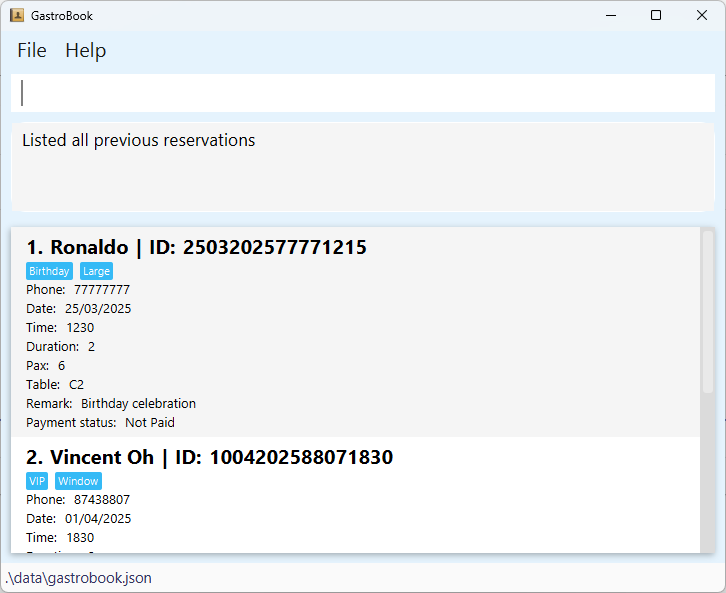 GastroBook
File Help
Listed all previous reservations
1. Ronaldo | ID: 2503202577771215
Birthday Large
Phone: 77777777
Date: 25/03/2025
Time: 1230
Duration: 2
Pax: 6
Table: C2
Remark: Birthday celebration
Payment status: Not Paid
2. Vincent Oh | ID: 1004202588071830
VIP Window
Phone: 87438807
Date: 01/04/2025
Time: 1830
.\data\gastrobook.json